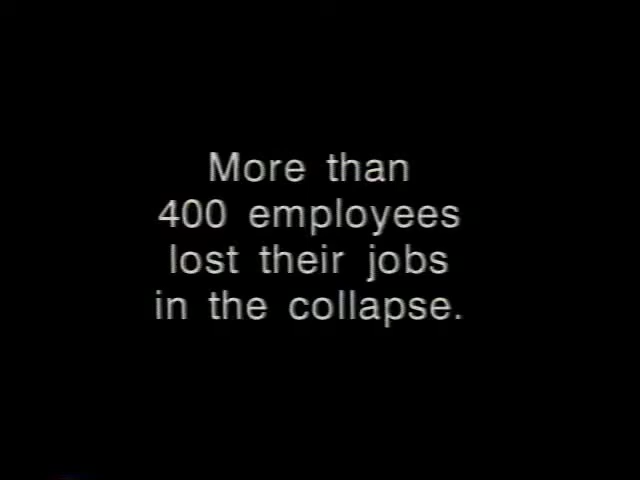 More than
400 employees
lost their jobs
in the collapse.